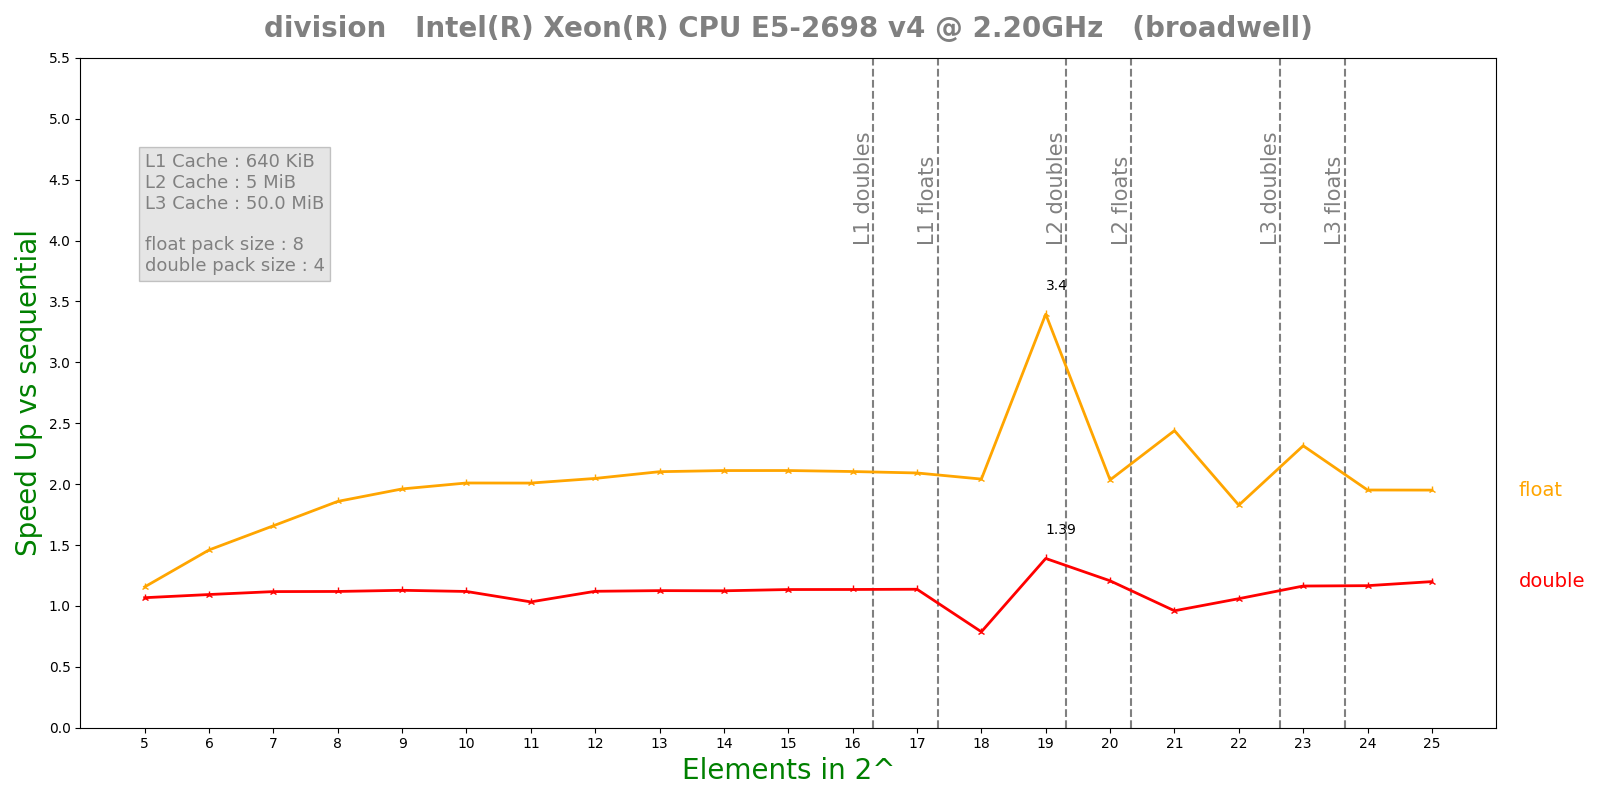 division   Intel(R) Xeon(R) CPU E5-2698 v4 @ 2.20GHz   (broadwell)
Speed Up vs sequential
5.5
5.0
4.5
4.0
3.5
3.0
2.5
2.0
1.5
1.0
0.5
0.0
L1 Cache : 640 KiB
L2 Cache : 5 MiB
L3 Cache : 50.0 MiB
float pack size : 8
double pack size : 4
L1 doubles
L1 floats
L2 doubles
L2 floats
L3 doubles
L3 floats
3.4
1.39
float
double
5 6 7 8 9 10 11 12 13 14 15 16 17 18 19 20 21 22 23 24 25
Elements in 2^